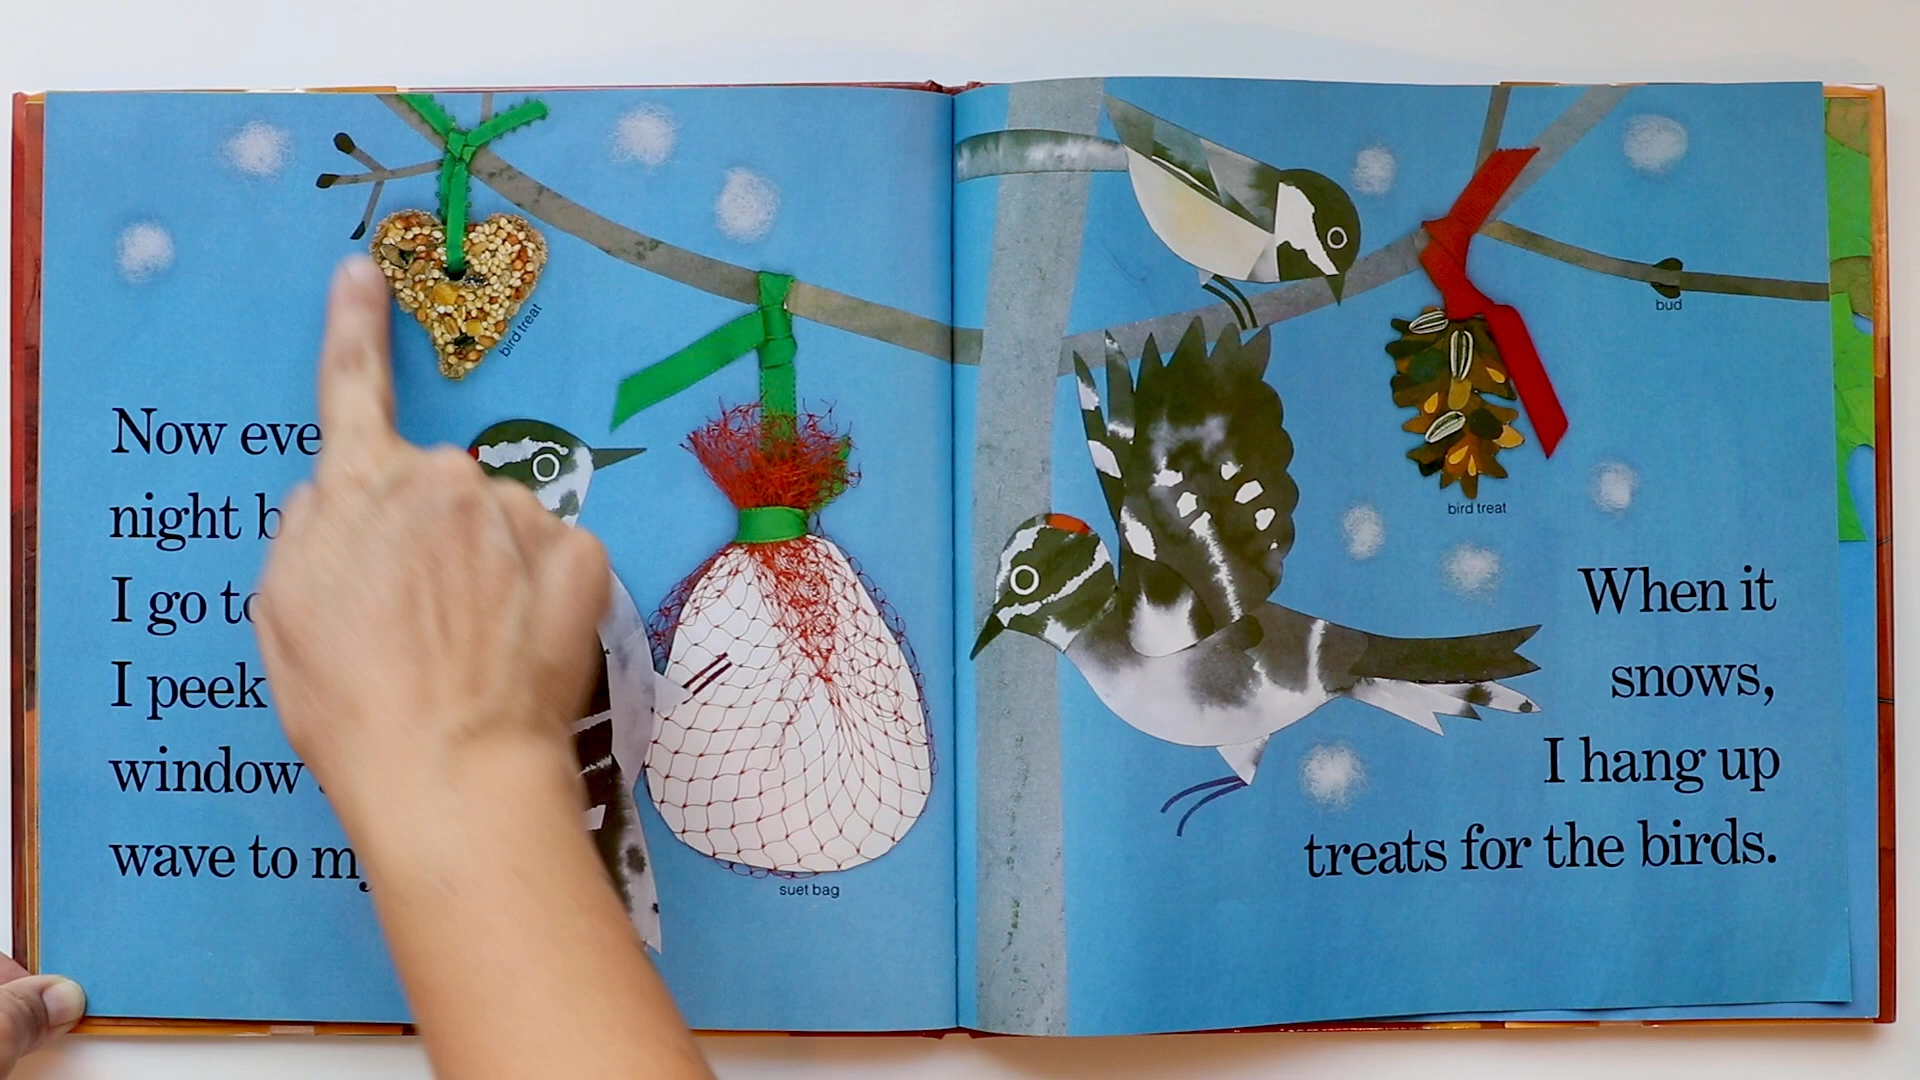 bird treat
Now
night
I go
I peek
window
wave to
suet bag
bud
bird treat
When it
snows,
I hang up
treats for the birds.